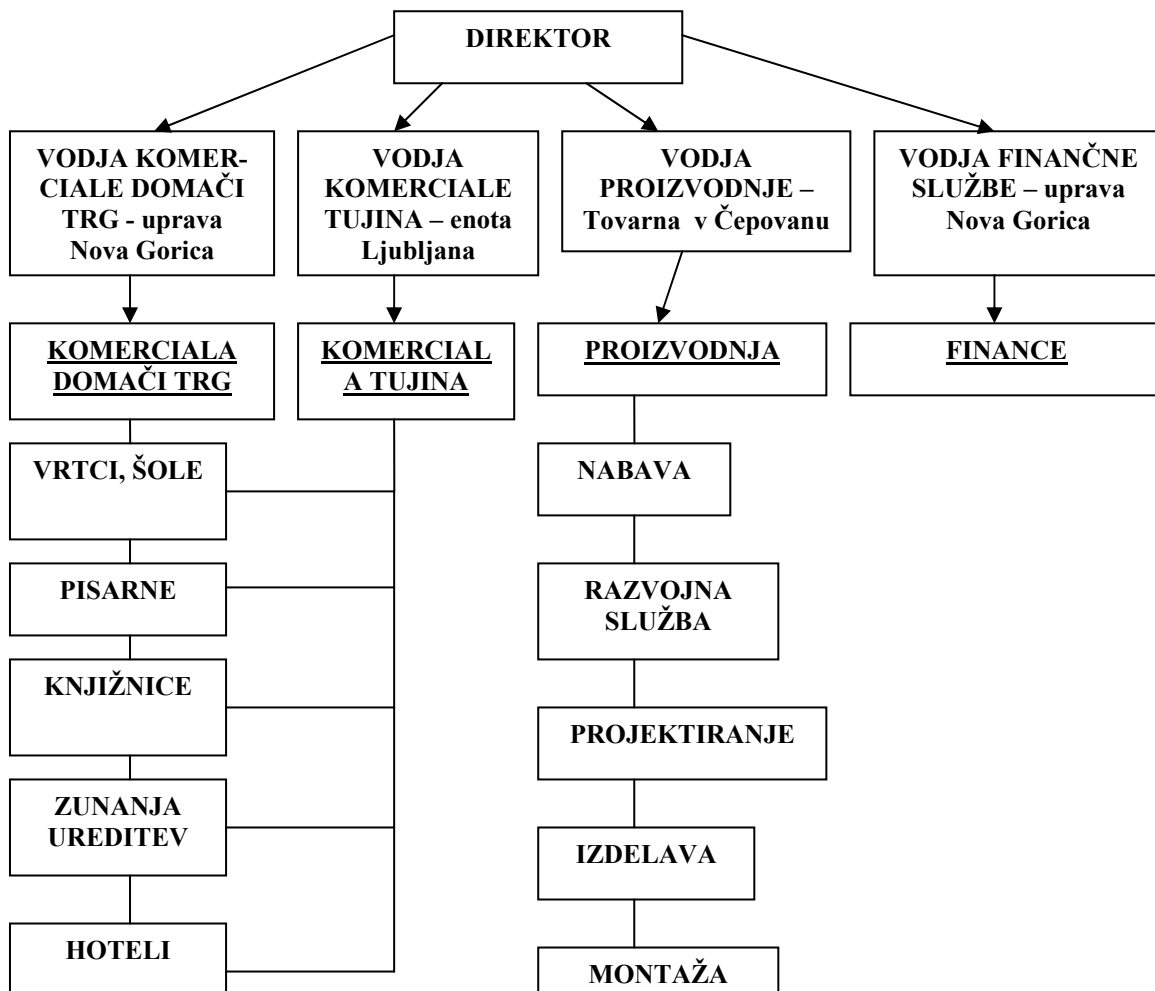 DIREKTOR
VODJA KOMER-
CIALE DOMAČI
TRG - uprava
Nova Gorica
VODJA
KOMERCIALE
TUJINA – enota
Ljubljana
VODJA
PROIZVODNJE –
Tovarna v Čepovanu
VODJA FINANČNE
SLUŽBE – uprava
Nova Gorica
KOMERCIALA
DOMAČI TRG
KOMERCIAL
A TUJINA
PROIZVODNJA
FINANCE
VRTCI, ŠOLE
PISARNE
KNJIŽNICE
ZUNANJA
UREDITEV
HOTELI
NABAVA
RAZVOJNA
SLUŽBA
PROJEKTIRANJE
IZDELAVA
MONTAŽA